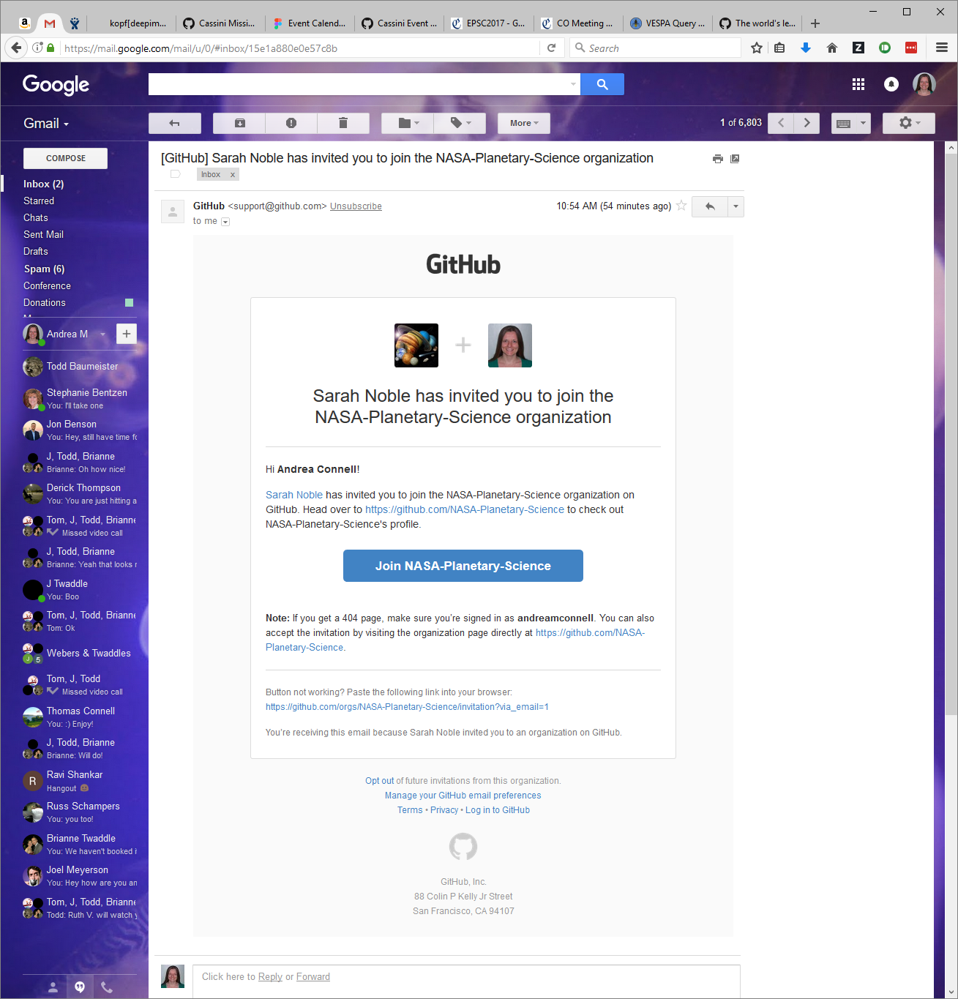 kopf[deepim...
Cassini Missi...
Event Calend...
Cassini Event ...
EPSC2017 - G...
CO Meeting ...
VESPA Query ...
The world's le...
https://mail.google.com/mail/u/0/#inbox/15e1a880e0e57c8b
Search
Google
Gmail
More
1 of 6,803
COMPOSE
Inbox (2)
Starred
Chats
Sent Mail
Drafts
Spam (6)
Conference
Donations
Andrea M
Todd Baumeister
Stephanie Bentzen
You: I'll take one
Jon Benson
You: Hey, still have time fo
J, Todd, Brianne
Brianne: Oh how nice!
Derick Thompson
You: You are just hitting a
Tom, J, Todd, Brianne
Missed video call
J, Todd, Brianne
Brianne: Yeah that looks r
J Twaddle
You: Boo
Tom, J, Todd, Brianne
Tom: Ok
J 5
Webers & Twaddles
Tom, J, Todd
Missed video call
Thomas Connell
You: :) Enjoy!
J, Todd, Brianne
Brianne: Will do!
R
Ravi Shankar
Hangout
Russ Schampers
You: you too!
Brianne Twaddle
You: We haven't booked it
Joel Meyerson
You: Hey how are you an
Tom, J, Todd, Brianne
Todd: Ruth V. will watch y
[GitHub] Sarah Noble has invited you to join the NASA-Planetary-Science organization
Inbox x
GitHub <support@github.com> Unsubscribe
10:54 AM (54 minutes ago)
to me
GitHub
Sarah Noble has invited you to join the
NASA-Planetary-Science organization
Hi Andrea Connell!
Sarah Noble has invited you to join the NASA-Planetary-Science organization on
GitHub. Head over to https://github.com/NASA-Planetary-Science to check out
NASA-Planetary-Science's profile.
Join NASA-Planetary-Science
Note: If you get a 404 page, make sure you're signed in as andreamconnell. You can also
accept the invitation by visiting the organization page directly at https://github.com/NASA-
Planetary-Science.
Button not working? Paste the following link into your browser:
https://github.com/orgs/NASA-Planetary-Science/invitation?via_email=1
You're receiving this email because Sarah Noble invited you to an organization on GitHub.
Opt out of future invitations from this organization.
Manage your GitHub email preferences
Terms • Privacy • Log in to GitHub
GitHub, Inc.
88 Colin P Kelly Jr Street
San Francisco, CA 94107
Click here to Reply or Forward